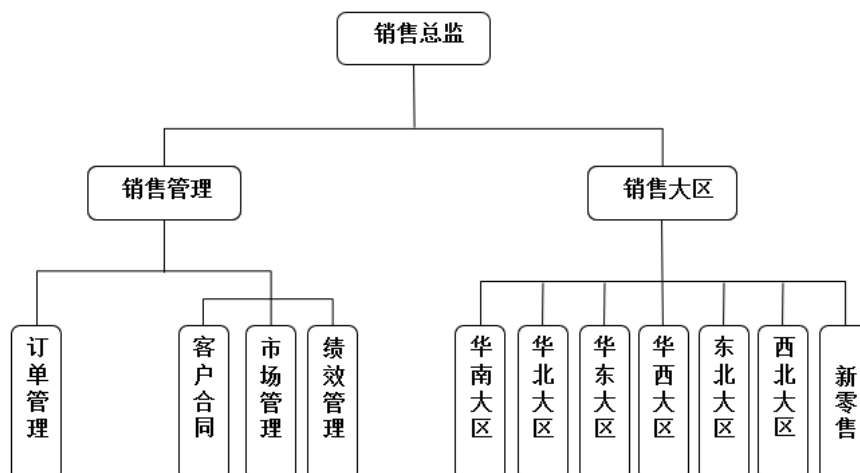 销售总监
销售管理
销售大区
订单管理
客户合同
市场管理
绩效管理
华南大区
华北大区
华东大区
华西大区
东北大区
西北大区
新零售